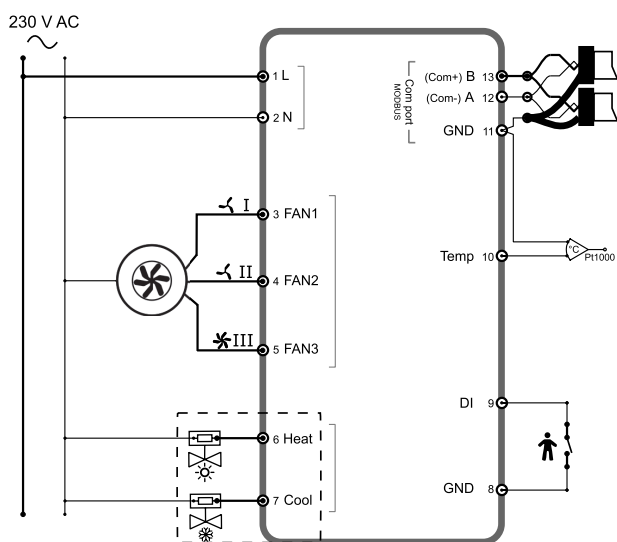 230 V AC
1 L
2 N
I
3 FAN1
II
4 FAN2
III
5 FAN3
6 Heat
7 Cool
Com port
MODBUS
(Com+) B 13
(Com-) A 12
GND 11
°C
Pt1000
Temp 10
DI 9
GND 8